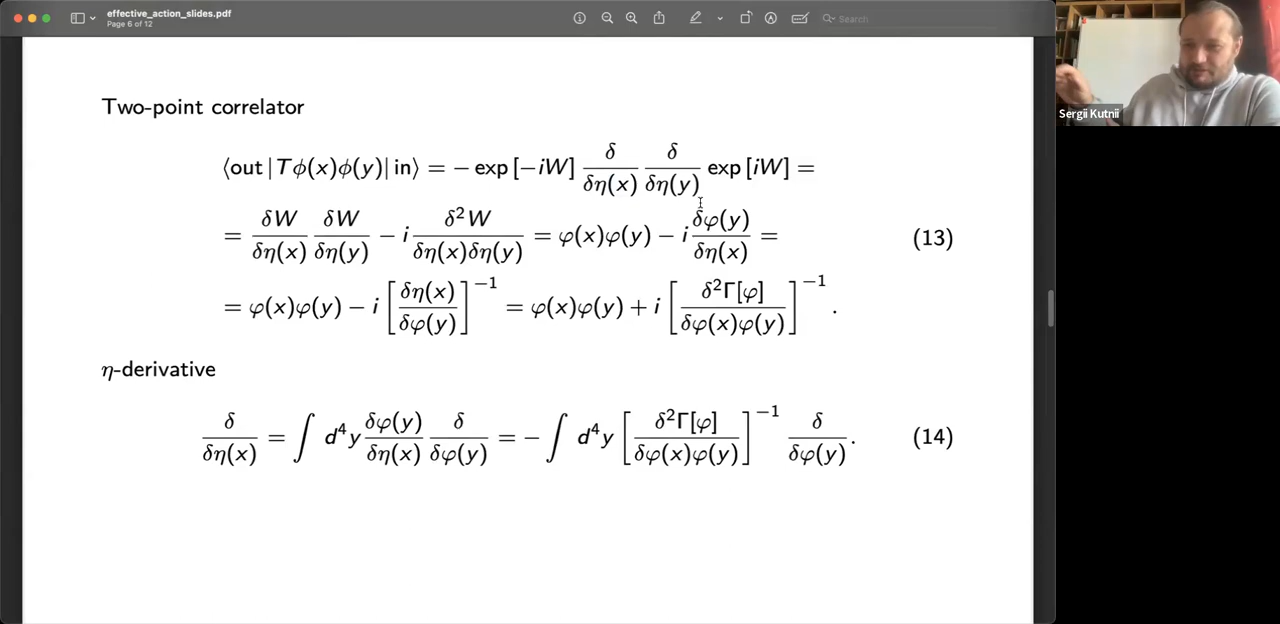 effective_action_slides.pdf
Page 6 of 12
Search
Two-point correlator
⟨out | Tϕ(x)ϕ(y)| in⟩ = − exp [−iW] δ/δη(x) δ/δη(y) exp [iW] =
= δW/δη(x) δW/δη(y) − i δ²W/δη(x)δη(y) = φ(x)φ(y) − i δφ(y)/δη(x) = (13)
= φ(x)φ(y) − i [δη(x)/δφ(y)]⁻¹ = φ(x)φ(y) + i [δ²Γ[φ]/δφ(x)φ(y)]⁻¹ .
η-derivative
δ/δη(x) = ∫ d⁴y δφ(y)/δη(x) δ/δφ(y) = − ∫ d⁴y [δ²Γ[φ]/δφ(x)φ(y)]⁻¹ δ/δφ(y) . (14)
Sergii Kutnii